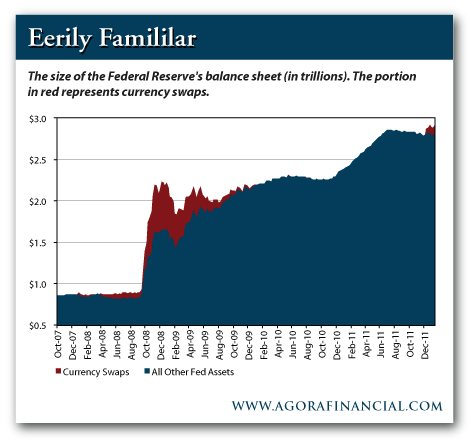 Eerily Famililar
The size of the Federal Reserve's balance sheet (in trillions). The portion
in red represents currency swaps.
$3.0
$2.5
$2.0
$1.5
$1.0
$0.5
Oct-07
Dec-07
Feb-08
Apr-08
Jun-08
Aug-08
Oct-08
Dec-08
Feb-09
Apr-09
Jun-09
Aug-09
Oct-09
Dec-09
Feb-10
Apr-10
Jun-10
Aug-10
Oct-10
Dec-10
Feb-11
Apr-11
Jun-11
Aug-11
Oct-11
Dec-11
Currency Swaps All Other Fed Assets
WWW.AGORAFINANCIAL.COM